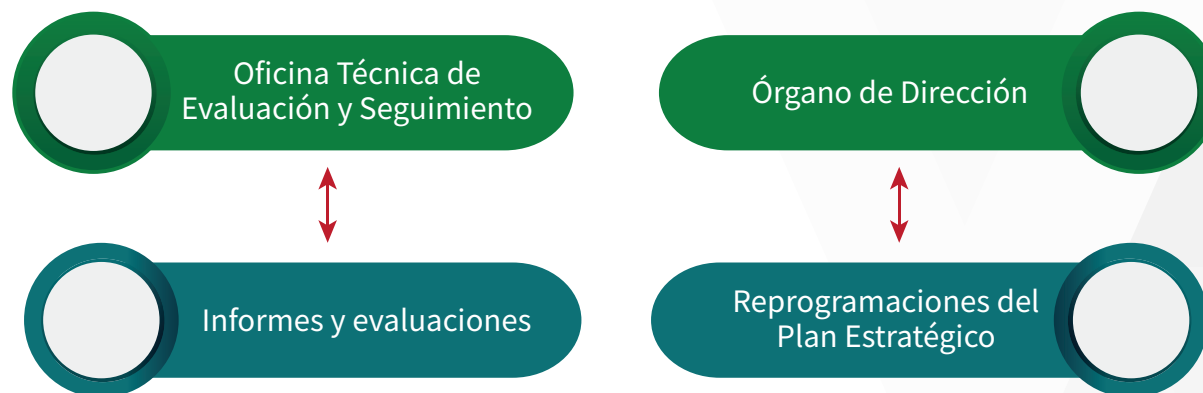 Oficina Técnica de
Evaluación y Seguimiento
Órgano de Dirección
Informes y evaluaciones
Reprogramaciones del
Plan Estratégico